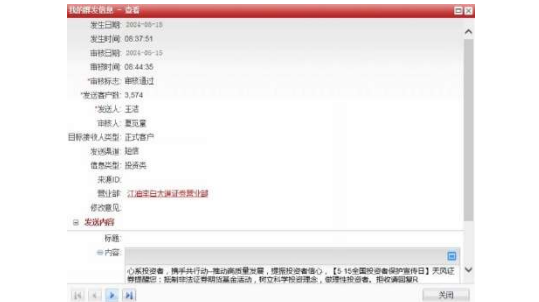 我的群发信息 - 查看
发生日期: 2024-05-15
发生时间: 08:37:51
审核日期: 2024-05-15
审核时间: 08:44:35
*审核标志: 审核通过
*发送客户数: 3,574
*发送人: 王洁
审核人: 夏克童
目标接收人类型: 正式客户
发送渠道: 短信
信息类型: 投资类
来源ID:
营业部: 江油李白大道证券营业部
修改意见:
发送内容
标题:
内容:
心系投资者,携手共行动--推动高质量发展,提振投资者信心,【5·15全国投资者保护宣传日】天风证
券提醒您:抵制非法证券期货基金活动,树立科学投资理念,做理性投资者。拒收请回复R
关闭